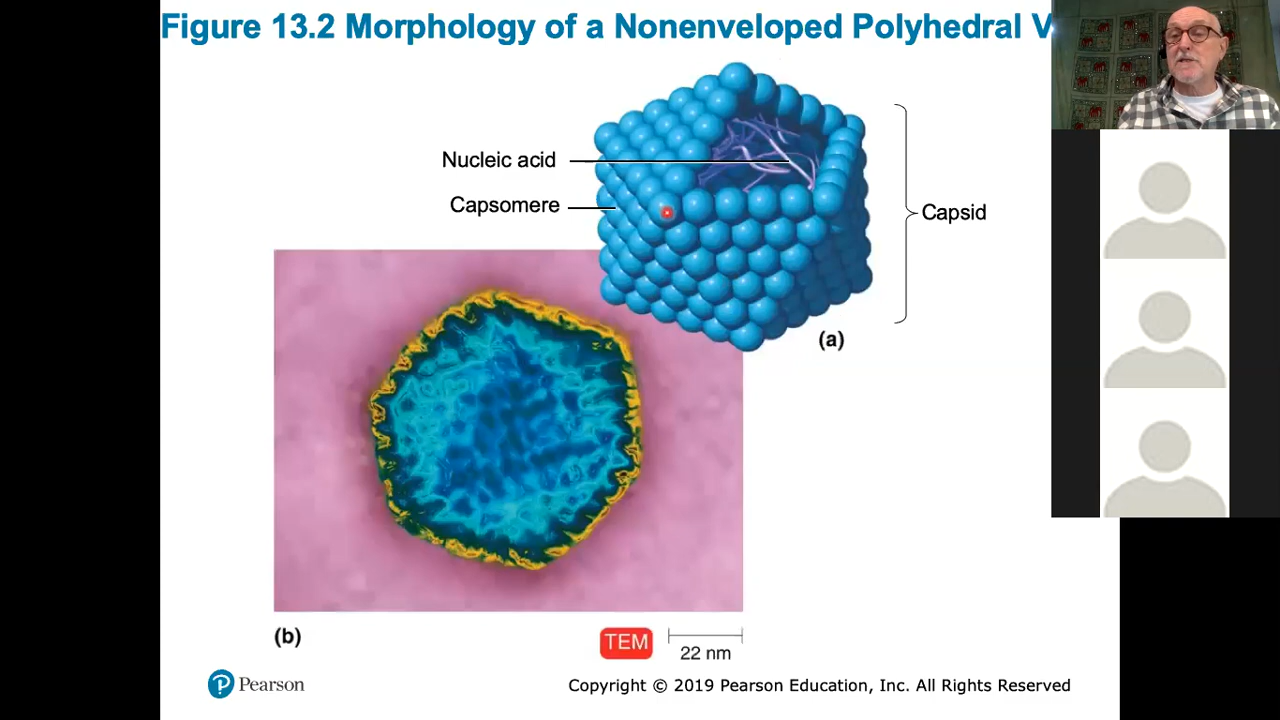 Figure 13.2 Morphology of a Nonenveloped Polyhedral V
Nucleic acid
Capsomere
Capsid
(a)
(b)
TEM
22 nm
Pearson
Copyright © 2019 Pearson Education, Inc. All Rights Reserved